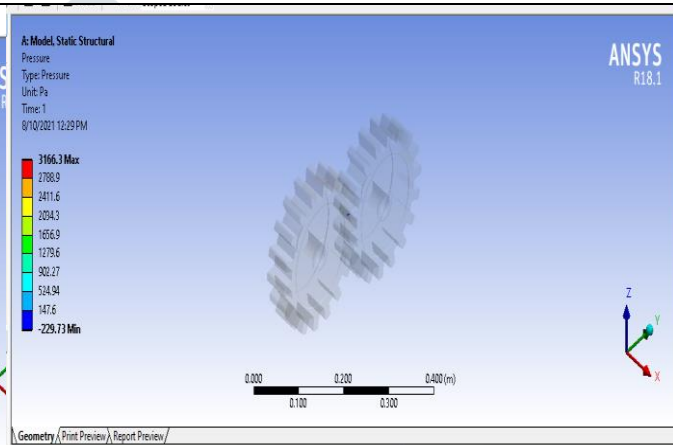 A: Model, Static Structural
Pressure
Type: Pressure
Unit: Pa
Time: 1
8/10/2021 12:29 PM
ANSYS
R18.1
3166.3 Max
2788.9
2411.6
2034.3
1656.9
1279.6
902.27
524.94
147.6
-229.73 Min
Z
Y
X
0.000 0.200 0.400 (m)
0.100 0.300
Geometry Print Preview Report Preview